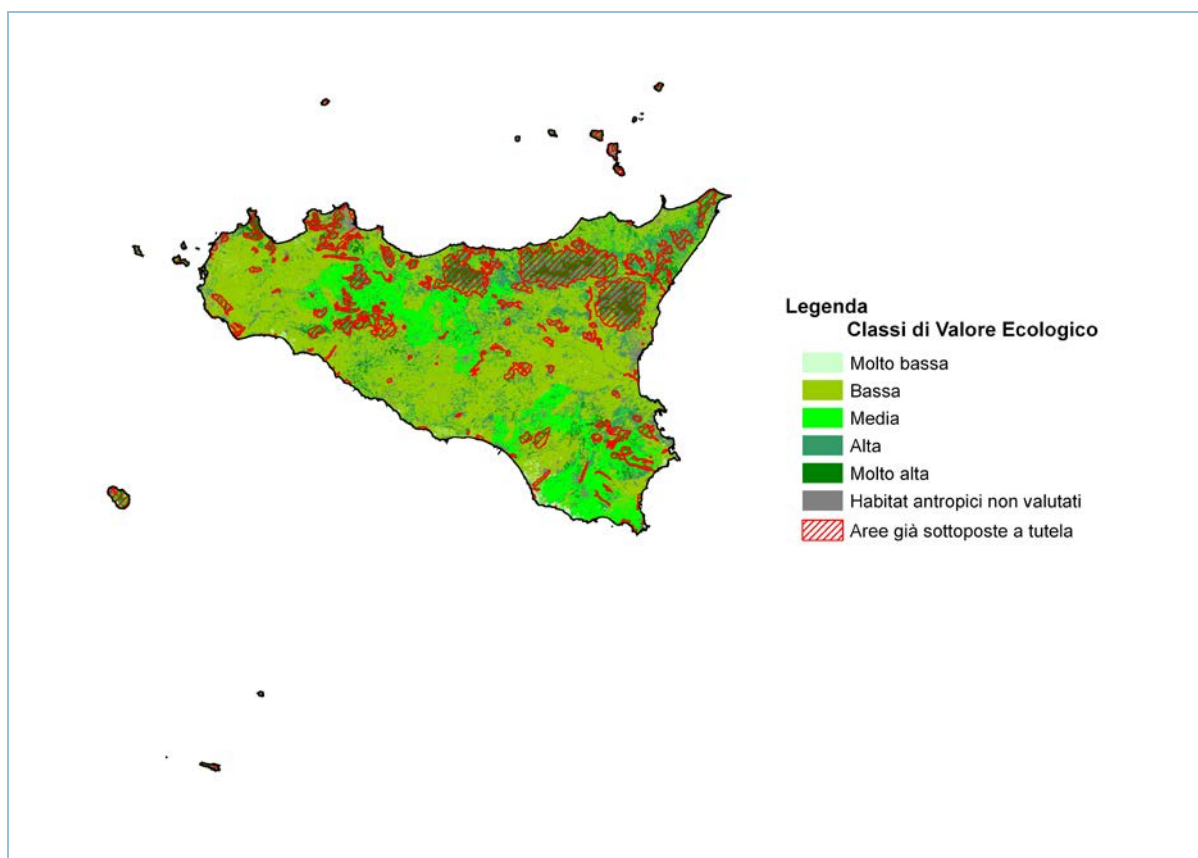 Legenda
Classi di Valore Ecologico
Molto bassa
Bassa
Media
Alta
Molto alta
Habitat antropici non valutati
Aree già sottoposte a tutela